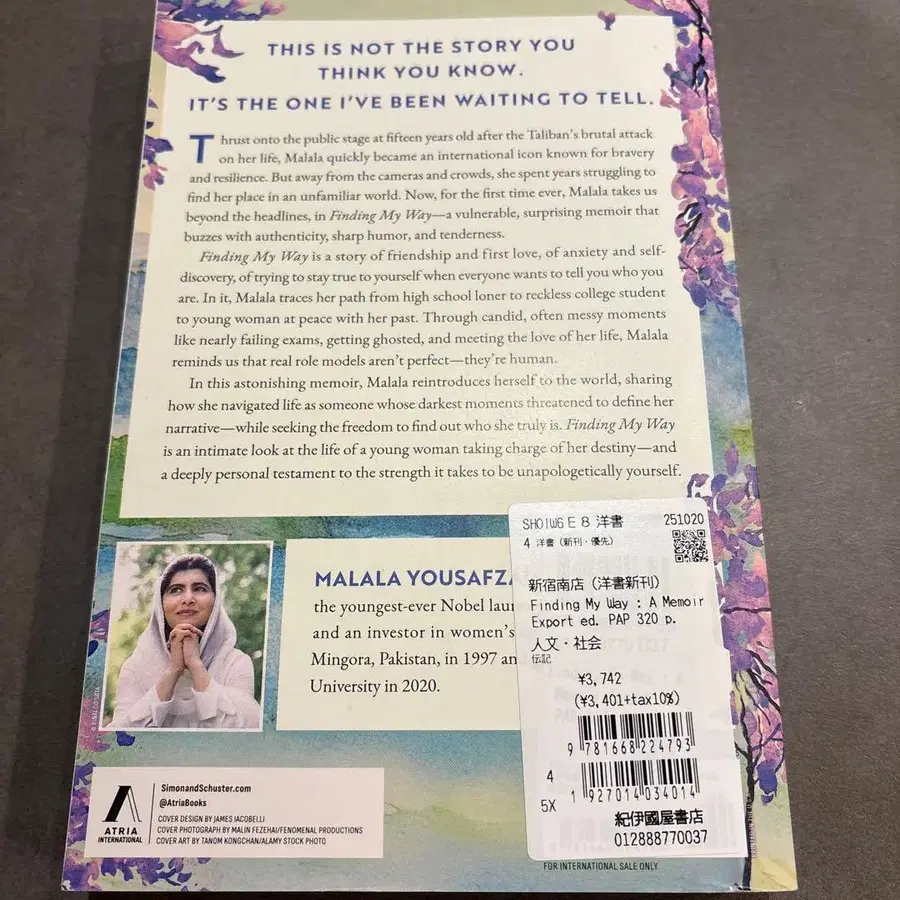 THIS IS NOT THE STORY YOU
THINK YOU KNOW.
IT'S THE ONE I'VE BEEN WAITING TO TELL.
Thrust onto the public stage at fifteen years old after the Taliban's brutal attack
on her life, Malala quickly became an international icon known for bravery
and resilience. But away from the cameras and crowds, she spent years struggling to
find her place in an unfamiliar world. Now, for the first time ever, Malala takes us
beyond the headlines, in Finding My Way—a vulnerable, surprising memoir that
buzzes with authenticity, sharp humor, and tenderness.
Finding My Way is a story of friendship and first love, of anxiety and self-
discovery, of trying to stay true to yourself when everyone wants to tell you who you
are. In it, Malala traces her path from high school loner to reckless college student
to young woman at peace with her past. Through candid, often messy moments
like nearly failing exams, getting ghosted, and meeting the love of her life, Malala
reminds us that real role models aren't perfect—they're human.
In this astonishing memoir, Malala reintroduces herself to the world, sharing
how she navigated life as someone whose darkest moments threatened to define her
narrative—while seeking the freedom to find out who she truly is. Finding My Way
is an intimate look at the life of a young woman taking charge of her destiny—and
a deeply personal testament to the strength it takes to be unapologetically yourself.
MALALA YOUSAFZA
the youngest-ever Nobel lau
and an investor in women's
Mingora, Pakistan, in 1997 an
University in 2020.
SimonandSchuster.com
@AtriaBooks
COVER DESIGN BY JAMES IACOBELLI
COVER PHOTOGRAPH BY MALIN FEZEHAI/FENOMENAL PRODUCTIONS
COVER ART BY TANOM KONGCHAN/ALAMY STOCK PHOTO
ATRIA
INTERNATIONAL
SH01W6 E 8 洋書 251020
4 洋書（新刊・優先）
新宿南店（洋書新刊）
Finding My Way : A Memoir
Export ed. PAP 320 p.
人文・社会
伝記
¥3,742
(¥3,401+tax10%)
9 781668 224793
4
5X
1 927014 034014
紀伊國屋書店
012888770037
FOR INTERNATIONAL SALE ONLY